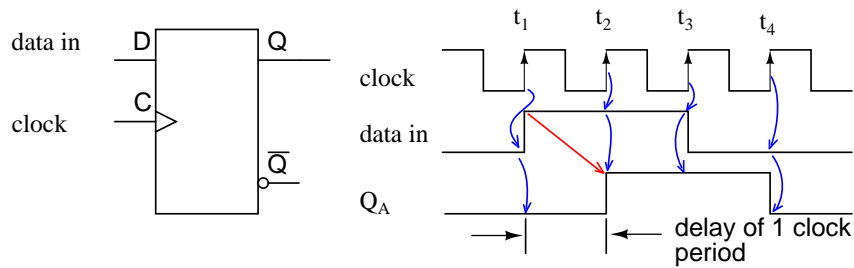 data in
D
Q
C
clock
Q
t1 t2 t3 t4
clock
data in
QA
delay of 1 clock
period